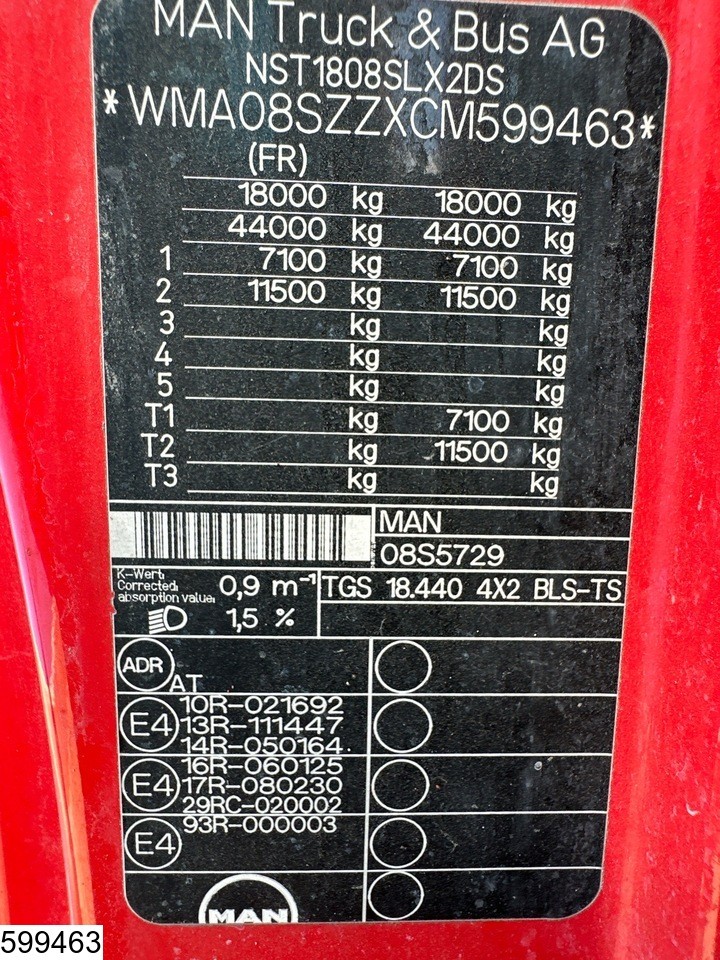 MAN Truck & Bus AG
NST1808SLX2DS
*WMA08SZZXCM599463*
(FR)
18000 kg 18000 kg
44000 kg 44000 kg
1 7100 kg 7100 kg
2 11500 kg 11500 kg
3 kg kg
4 kg kg
5 kg kg
T1 kg 7100 kg
T2 kg 11500 kg
T3 kg kg
MAN
08S5729
K-Wert:
Corrected
absorption value: 0,9 m⁻¹ TGS 18.440 4X2 BLS-TS
1,5 %
ADR AT
10R-021692
E4 13R-111447
14R-050164
16R-060125
E4 17R-080230
29RC-020002
93R-000003
E4
MAN
599463